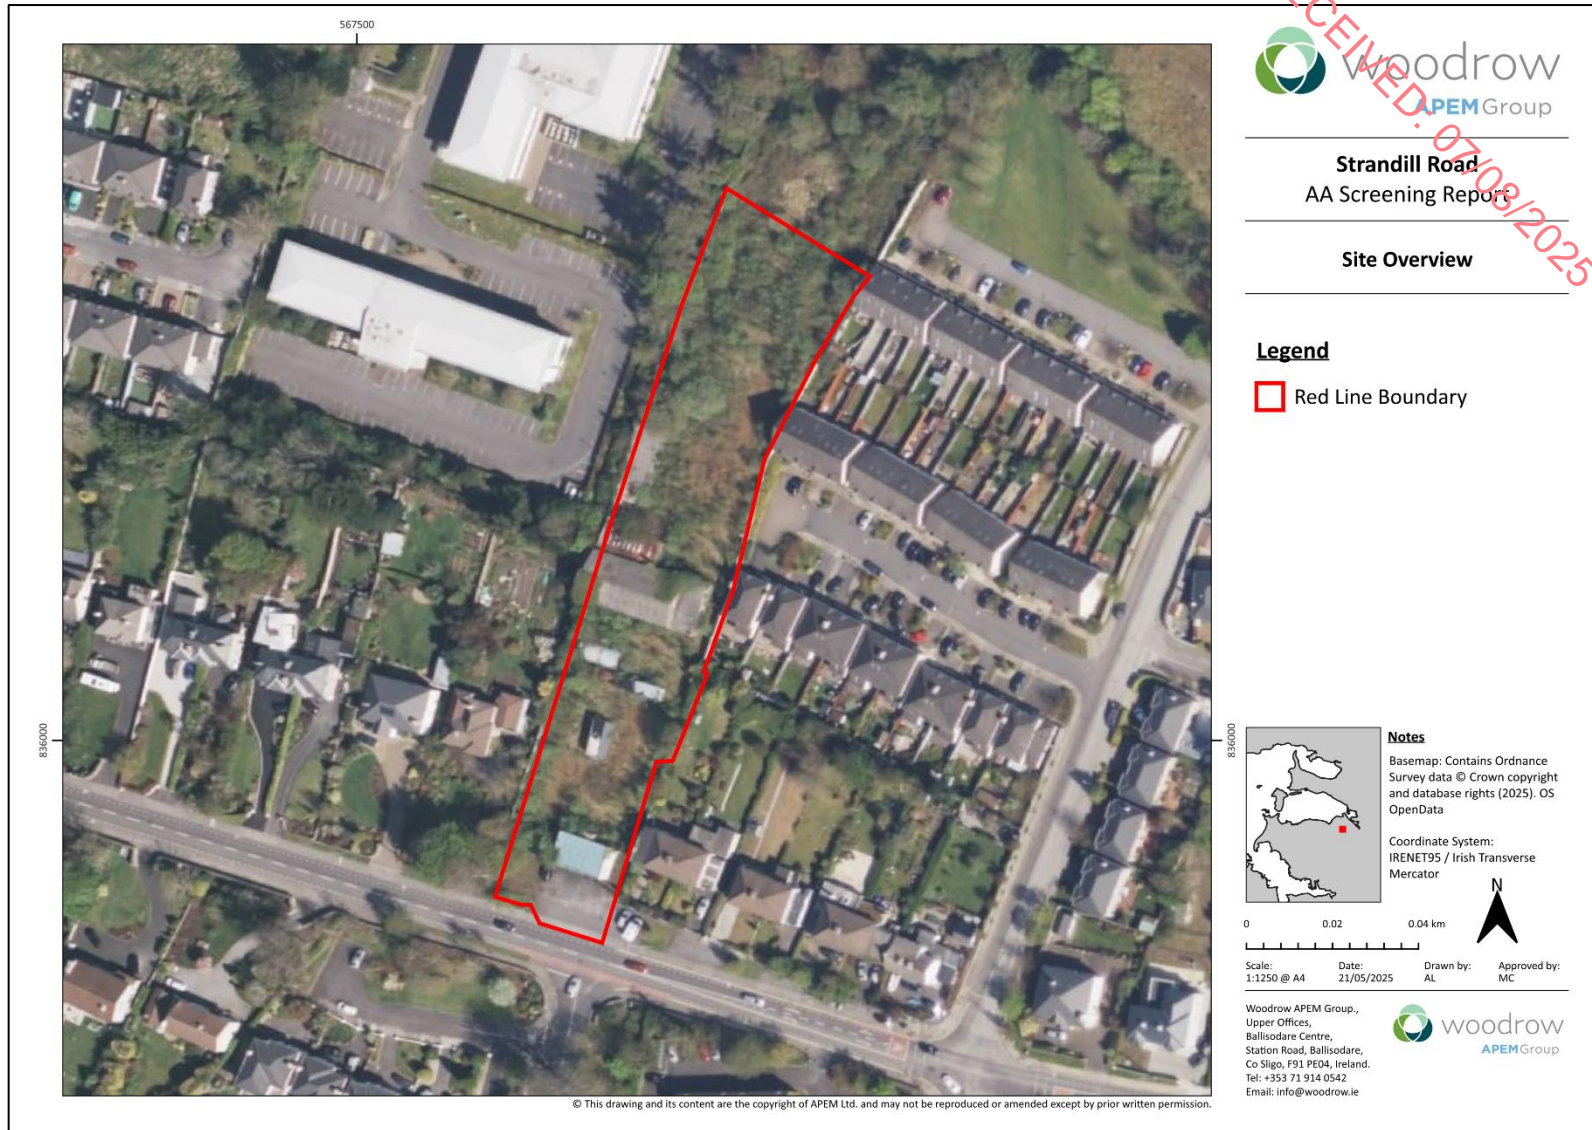 567500
836000
836000
© This drawing and its content are the copyright of APEM Ltd. and may not be reproduced or amended except by prior written permission.
CEIVED: 07/08/2025
woodrow
APEM Group
Strandill Road
AA Screening Report
Site Overview
Legend
Red Line Boundary
Notes
Basemap: Contains Ordnance
Survey data © Crown copyright
and database rights (2025). OS
OpenData
Coordinate System:
IRENET95 / Irish Transverse
Mercator
N
0 0.02 0.04 km
Scale: Date: Drawn by: Approved by:
1:1250 @ A4 21/05/2025 AL MC
Woodrow APEM Group.,
Upper Offices,
Ballisodare Centre,
Station Road, Ballisodare,
Co Sligo, F91 PE04, Ireland.
Tel: +353 71 914 0542
Email: info@woodrow.ie
woodrow
APEM Group